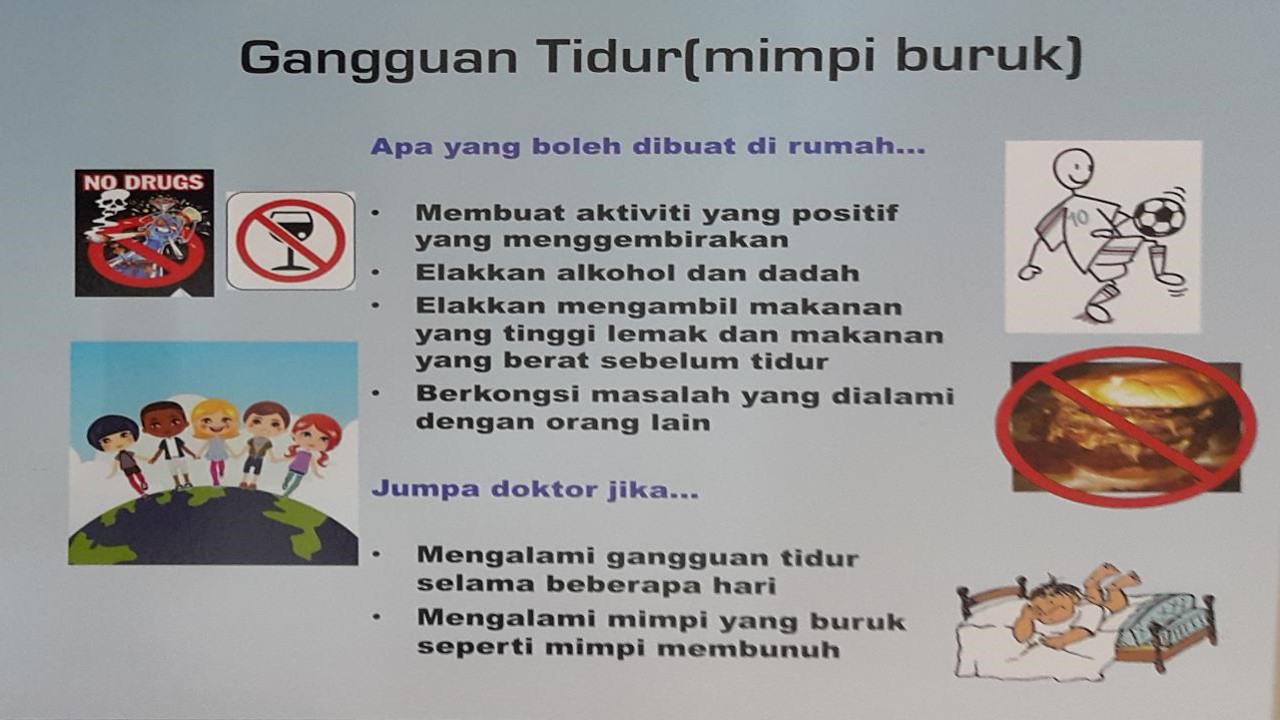 Gangguan Tidur(mimpi buruk)
Apa yang boleh dibuat di rumah...
NO DRUGS
• Membuat aktiviti yang positif
yang menggembirakan
• Elakkan alkohol dan dadah
• Elakkan mengambil makanan
yang tinggi lemak dan makanan
yang berat sebelum tidur
• Berkongsi masalah yang dialami
dengan orang lain
10
Jumpa doktor jika...
• Mengalami gangguan tidur
selama beberapa hari
• Mengalami mimpi yang buruk
seperti mimpi membunuh